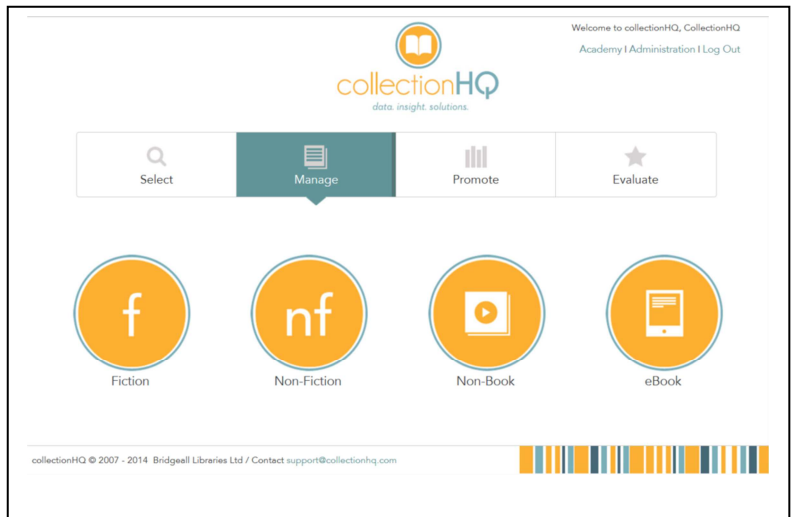 Welcome to collectionHQ, CollectionHQ
Academy I Administration I Log Out
collectionHQ
data. insight. solutions.
Select
Manage
Promote
Evaluate
f
nf
Fiction
Non-Fiction
Non-Book
eBook
collectionHQ © 2007 - 2014 Bridgeall Libraries Ltd / Contact support@collectionhq.com